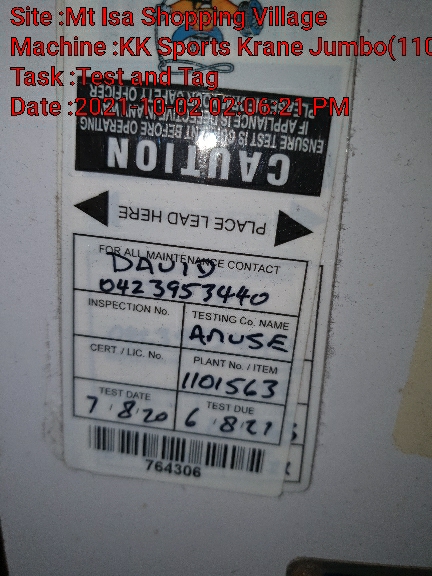 Site :Mt Isa Shopping Village
Machine :KK Sports Krane Jumbo(110
Task :Test and Tag
Date :2021-10-02 02:06:21 PM
ENSURE TEST IS
BEFORE OPERATING
IF APPLIANCE IS
CAUTION
PLACE LEAD HERE
FOR ALL MAINTENANCE CONTACT
DAVID
0423953440
INSPECTION No.
TESTING Co. NAME
AMUSE
CERT / LIC. No.
PLANT No. / ITEM
1101563
TEST DATE
TEST DUE
7 / 8 / 20
6 / 8 / 21
764306